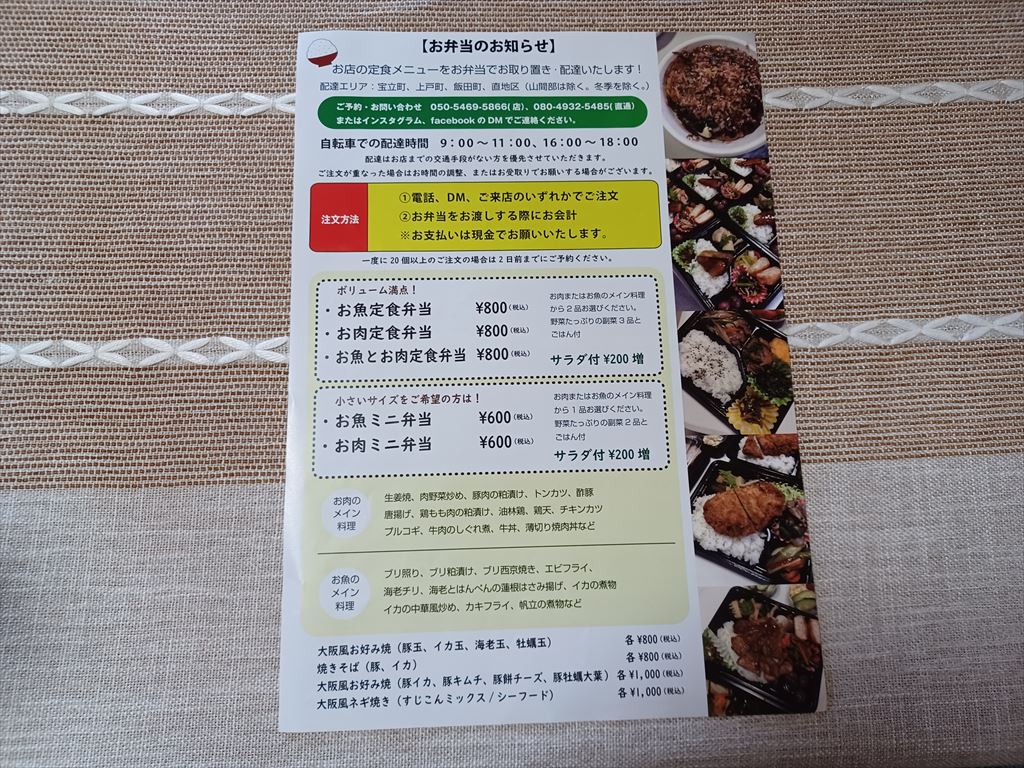 【お弁当のお知らせ】
お店の定食メニューをお弁当でお取り置き・配達いたします！
配達エリア：宝立町、上戸町、飯田町、直地区（山間部は除く。冬季を除く。）
ご予約・お問い合わせ　050-5469-5866(店)、080-4932-5485(直通)
またはインスタグラム、facebookのDMでご連絡ください。
自転車での配達時間　9：00～11：00、16：00～18：00
配達はお店までの交通手段がない方を優先させていただきます。
ご注文が重なった場合はお時間の調整、またはお受取りでお願いする場合がございます。
注文方法
①電話、DM、ご来店のいずれかでご注文
②お弁当をお渡しする際にお会計
※お支払いは現金でお願いいたします。
一度に20個以上のご注文の場合は2日前までにご予約ください。
ボリューム満点！
・お魚定食弁当　¥800（税込）
・お肉定食弁当　¥800（税込）
・お魚とお肉定食弁当　¥800（税込）
お肉またはお魚のメイン料理
から2品お選びください。
野菜たっぷりの副菜3品と
ごはん付
サラダ付¥200増
小さいサイズをご希望の方は！
・お魚ミニ弁当　¥600（税込）
・お肉ミニ弁当　¥600（税込）
お肉またはお魚のメイン料理
から1品お選びください。
野菜たっぷりの副菜2品と
ごはん付
サラダ付¥200増
お肉の
メイン
料理
生姜焼、肉野菜炒め、豚肉の粕漬け、トンカツ、酢豚
唐揚げ、鶏もも肉の粕漬け、油林鶏、鶏天、チキンカツ
プルコギ、牛肉のしぐれ煮、牛丼、薄切り焼肉丼など
お魚の
メイン
料理
ブリ照り、ブリ粕漬け、ブリ西京焼き、エビフライ、
海老チリ、海老とはんぺんの蓮根はさみ揚げ、イカの煮物
イカの中華風炒め、カキフライ、帆立の煮物など
大阪風お好み焼（豚玉、イカ玉、海老玉、牡蠣玉）　各¥800（税込）
焼きそば（豚、イカ）　各¥800（税込）
大阪風お好み焼（豚イカ、豚キムチ、豚餅チーズ、豚牡蠣大葉）各¥1,000（税込）
大阪風ネギ焼き（すじこんミックス/シーフード）　各¥1,000（税込）